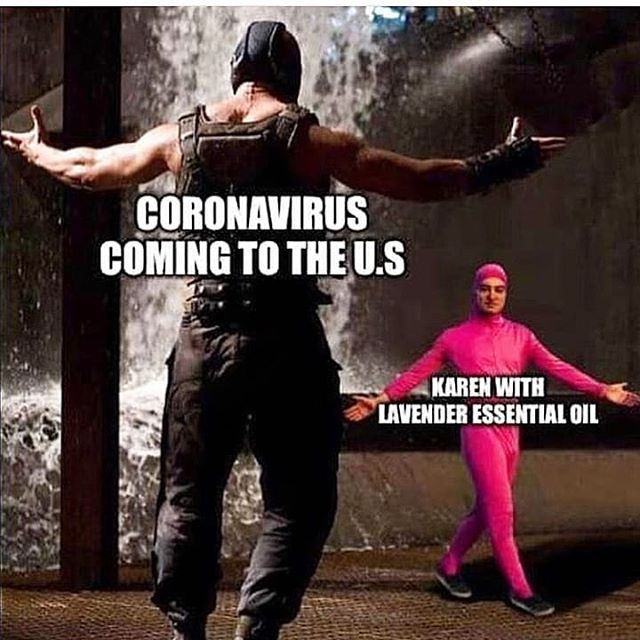 CORONAVIRUS
COMING TO THE U.S
KAREN WITH
LAVENDER ESSENTIAL OIL